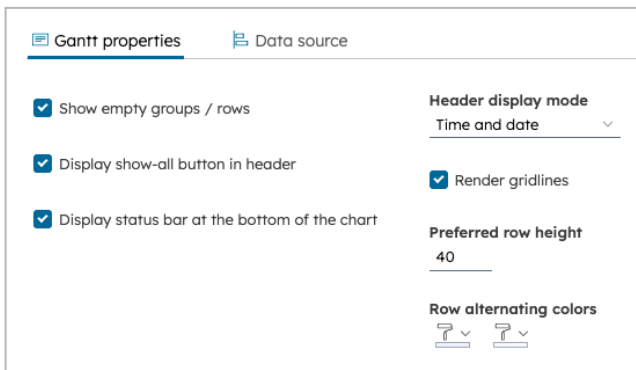 Gantt properties
Data source
Show empty groups / rows
Display show-all button in header
Display status bar at the bottom of the chart
Header display mode
Time and date
Render gridlines
Preferred row height
40
Row alternating colors